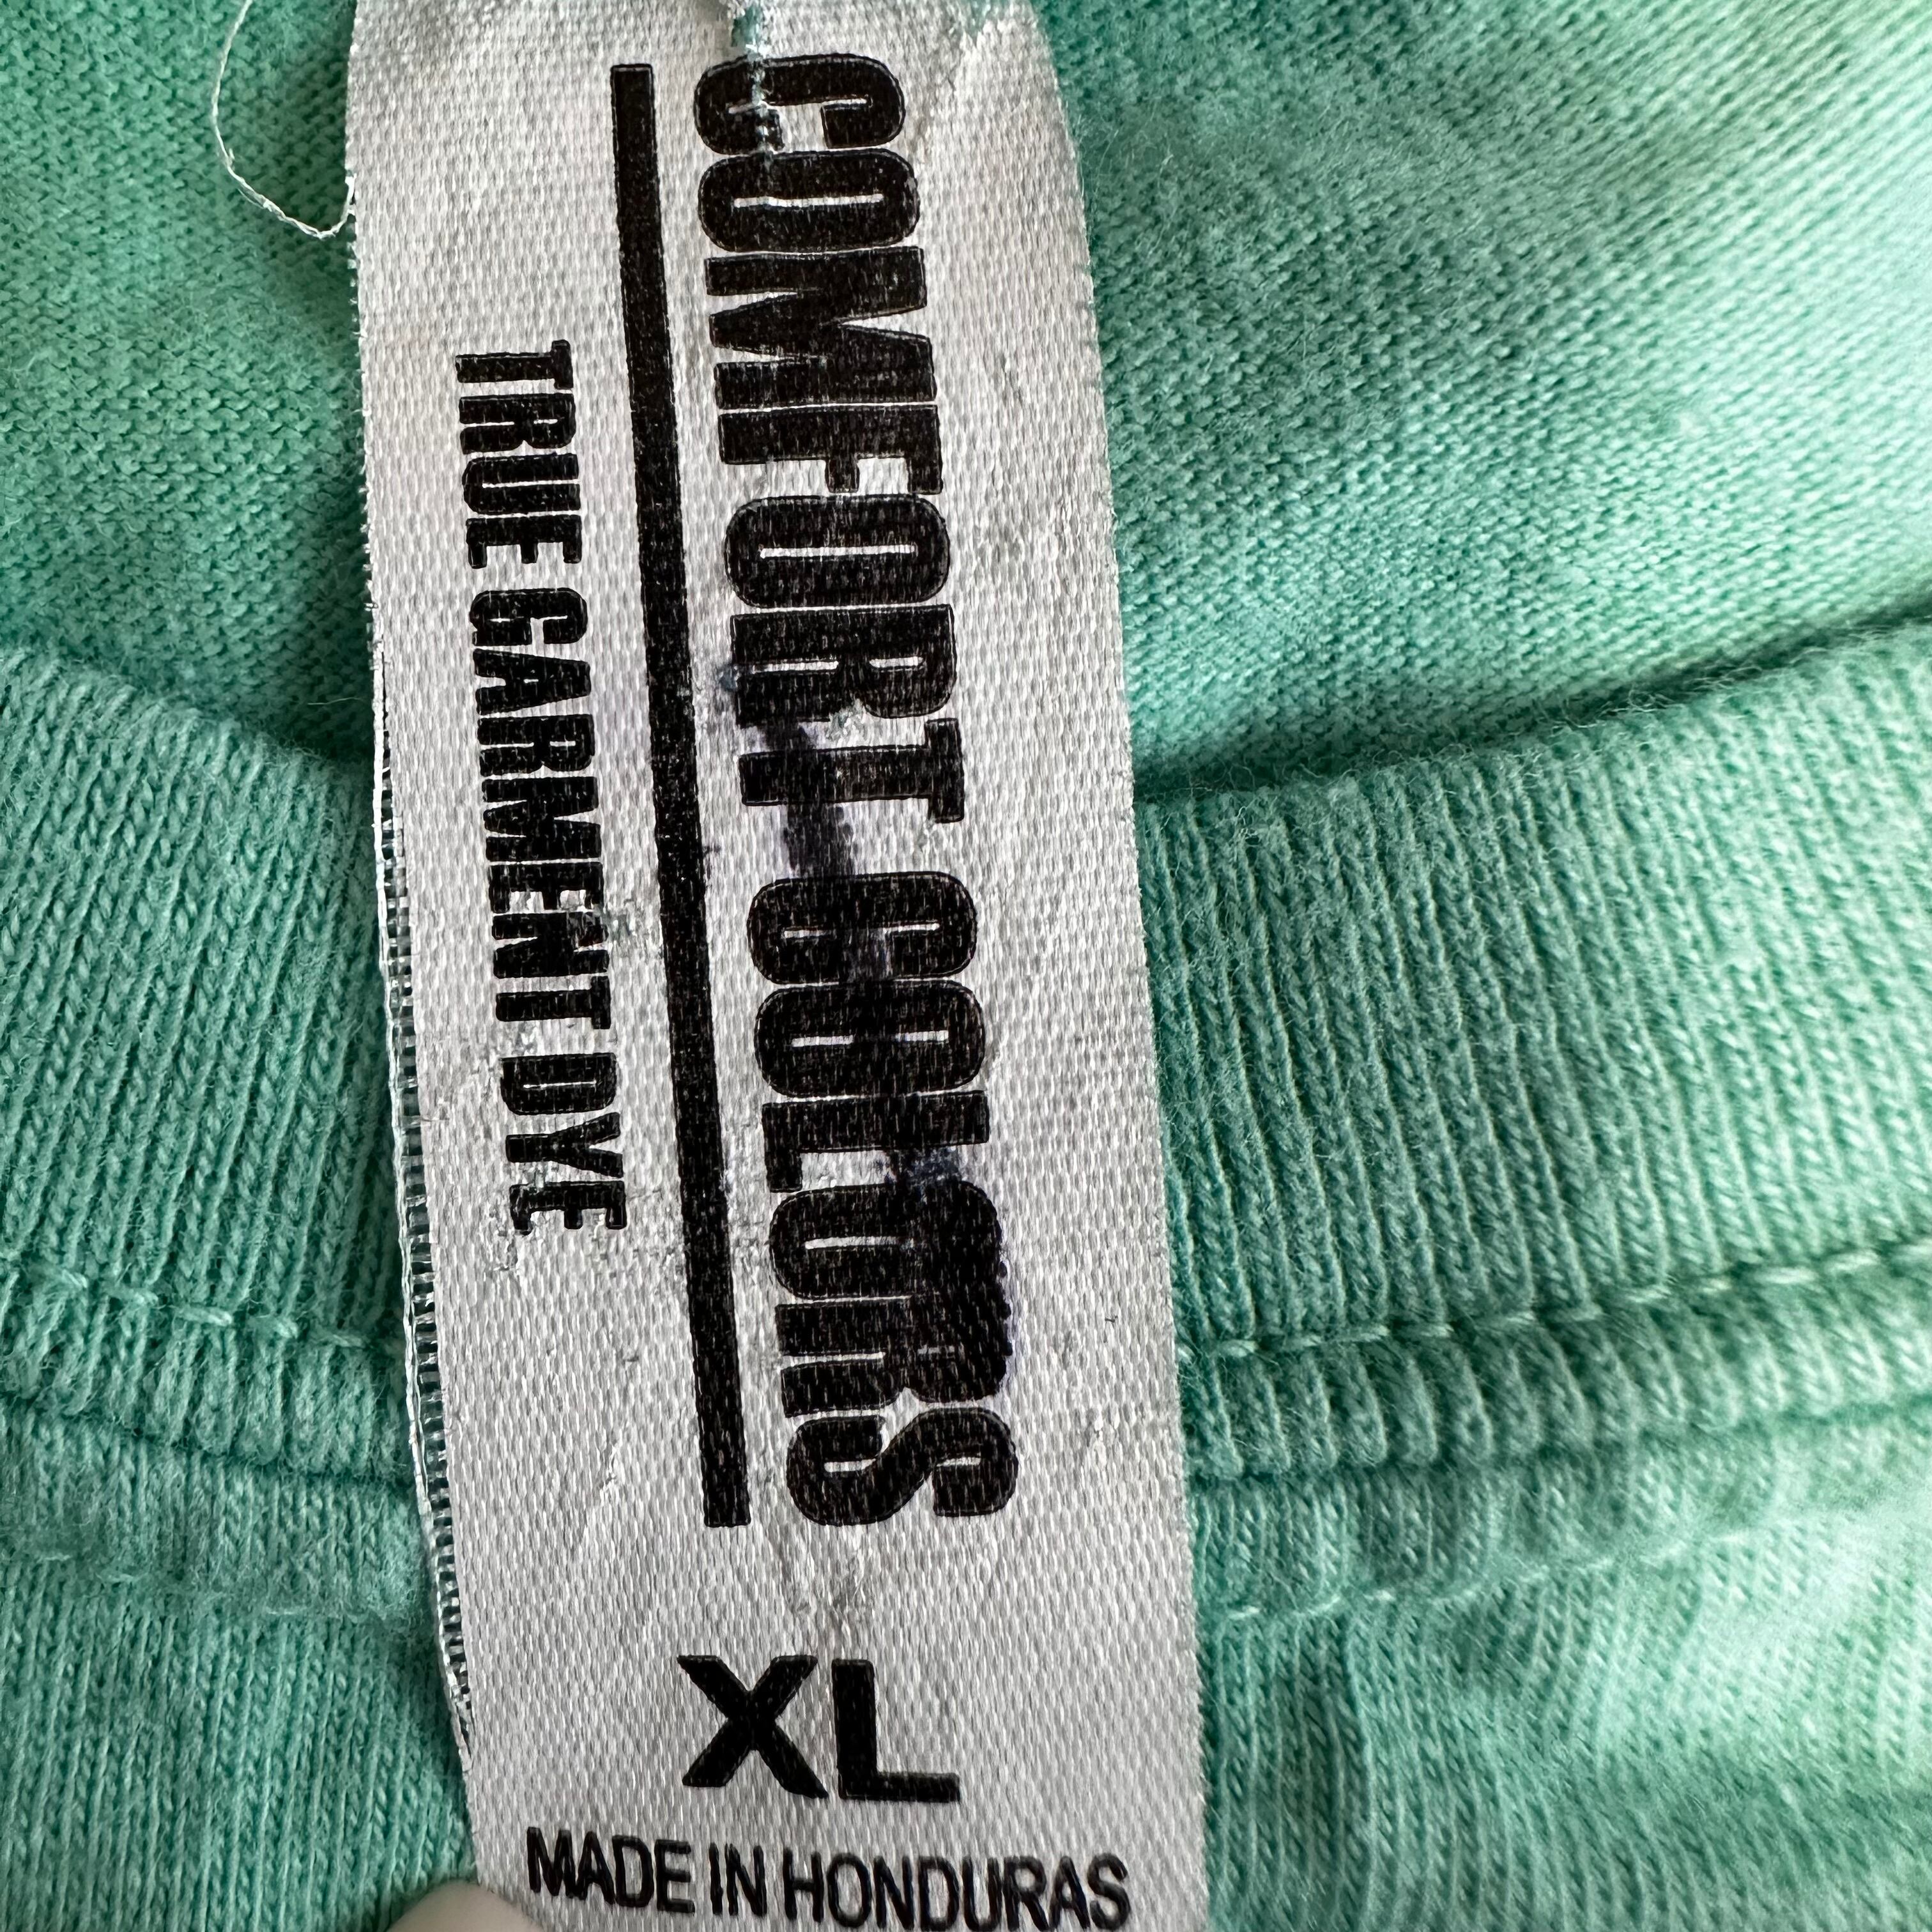 COMFORT COLORS
TRUE GARMENT DYE
XL
MADE IN HONDURAS